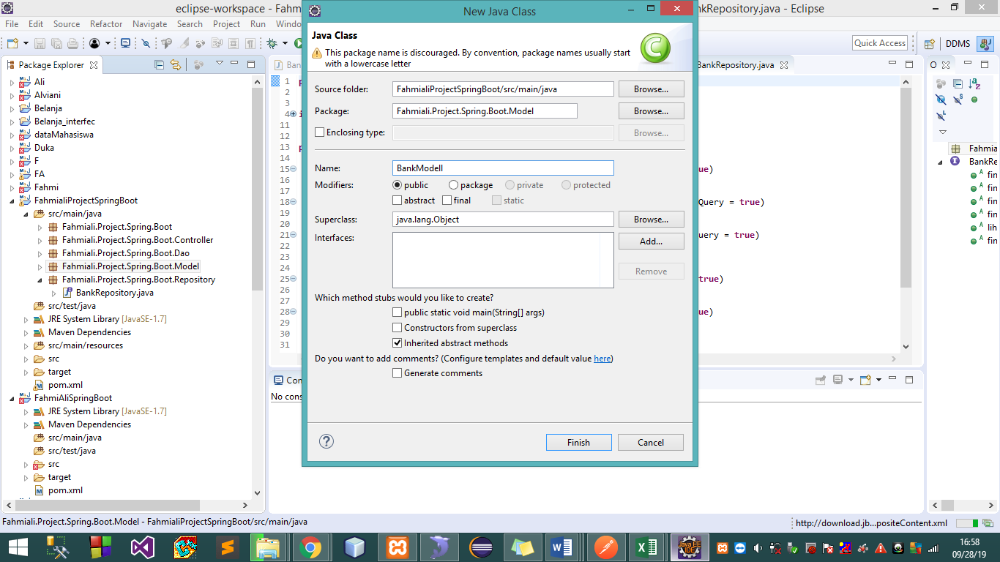 eclipse-workspace - Fahm
New Java Class
BankRepository.java - Eclipse
File Edit Source Refactor Navigate Search Project Run Windo
Quick Access
DDMS
Package Explorer
Ali
Alviani
Belanja
Belanja_interfec
dataMahasiswa
Duka
F
FA
Fahmi
FahmialiProjectSpringBoot
src/main/java
Fahmiali.Project.Spring.Boot
Fahmiali.Project.Spring.Boot.Controller
Fahmiali.Project.Spring.Boot.Dao
Fahmiali.Project.Spring.Boot.Model
Fahmiali.Project.Spring.Boot.Repository
BankRepository.java
src/test/java
JRE System Library [JavaSE-1.7]
Maven Dependencies
src/main/resources
src
target
pom.xml
FahmiAliSpringBoot
JRE System Library [JavaSE-1.7]
Maven Dependencies
src/main/java
src/test/java
src
target
pom.xml
Ban
1 p
2
3
4 i
11
12
13 p
14
15
16
17
18
19
20
21
22
23
24
25
26
27
28
29
30
31
Java Class
This package name is discouraged. By convention, package names usually start
with a lowercase letter
Source folder: FahmialiProjectSpringBoot/src/main/java Browse...
Package: Fahmiali.Project.Spring.Boot.Model Browse...
Enclosing type: Browse...
Name: BankModell
Modifiers: public package private protected
abstract final static
Superclass: java.lang.Object Browse...
Interfaces: Add...
Remove
Which method stubs would you like to create?
public static void main(String[] args)
Constructors from superclass
Inherited abstract methods
Do you want to add comments? (Configure templates and default value here)
Generate comments
Finish Cancel
BankRepository.java
ue)
Query = true)
uery = true)
true)
ue)
O
Fahmia
BankRe
fin
fin
fin
fin
lih
fin
Con
No cons
Fahmiali.Project.Spring.Boot.Model - FahmialiProjectSpringBoot/src/main/java
http://download.jb...positeContent.xml
Java EE
IDE
16:58
09/28/19